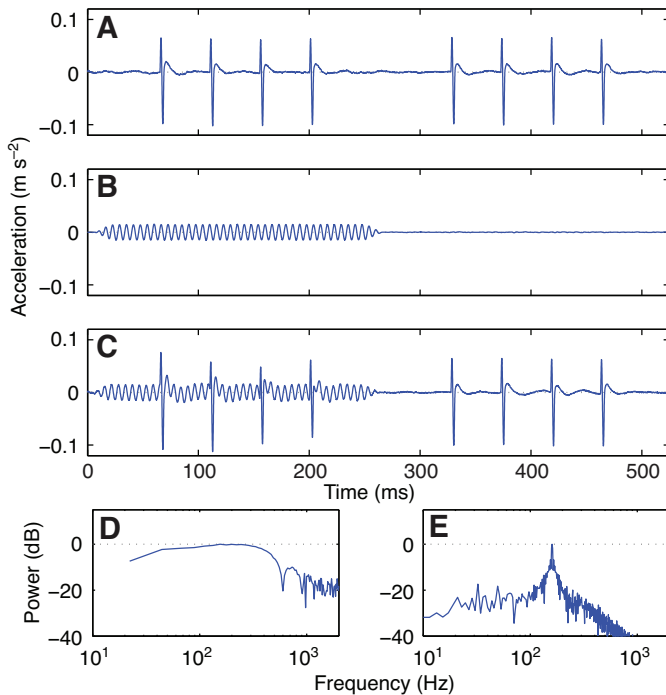 A
0.1
0
−0.1
B
0.1
0
−0.1
C
0.1
0
−0.1
Acceleration (m s⁻²)
0 100 200 300 400 500
Time (ms)
D
0
−20
−40
Power (dB)
10¹ 10² 10³
E
0
−20
−40
10¹ 10² 10³
Frequency (Hz)